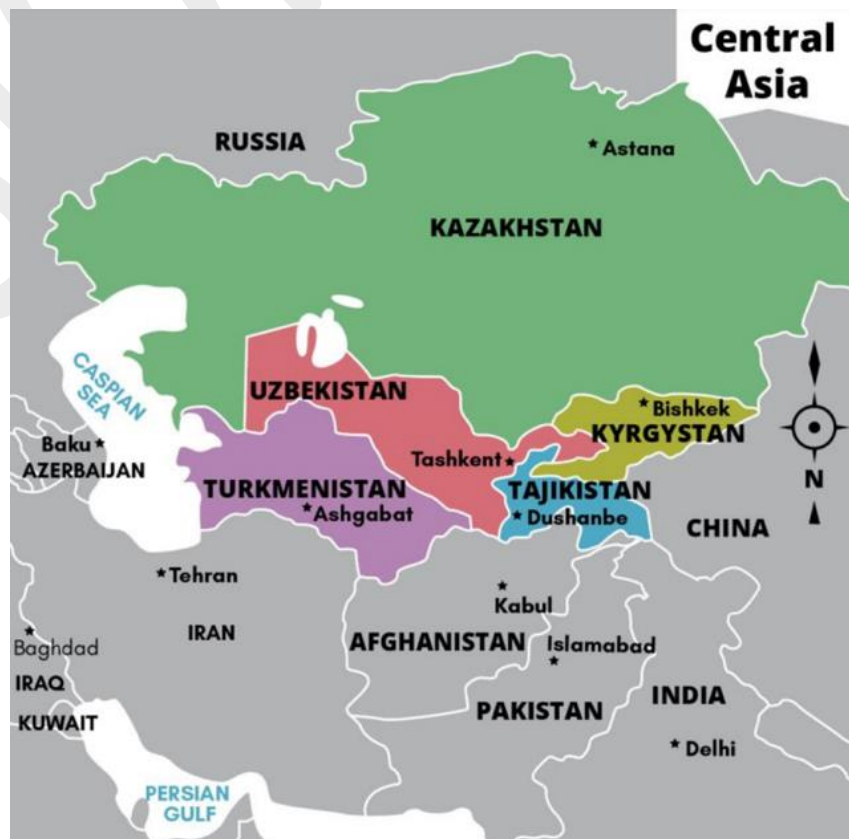 Central
Asia
RUSSIA
Astana
KAZAKHSTAN
CASPIAN
SEA
UZBEKISTAN
Bishkek
KYRGYSTAN
Baku
AZERBAIJAN
Tashkent
TURKMENISTAN
TAJIKISTAN
N
Ashgabat
Dushanbe
CHINA
Tehran
Kabul
IRAN
AFGHANISTAN
Islamabad
Baghdad
IRAQ
INDIA
KUWAIT
PAKISTAN
Delhi
PERSIAN
GULF